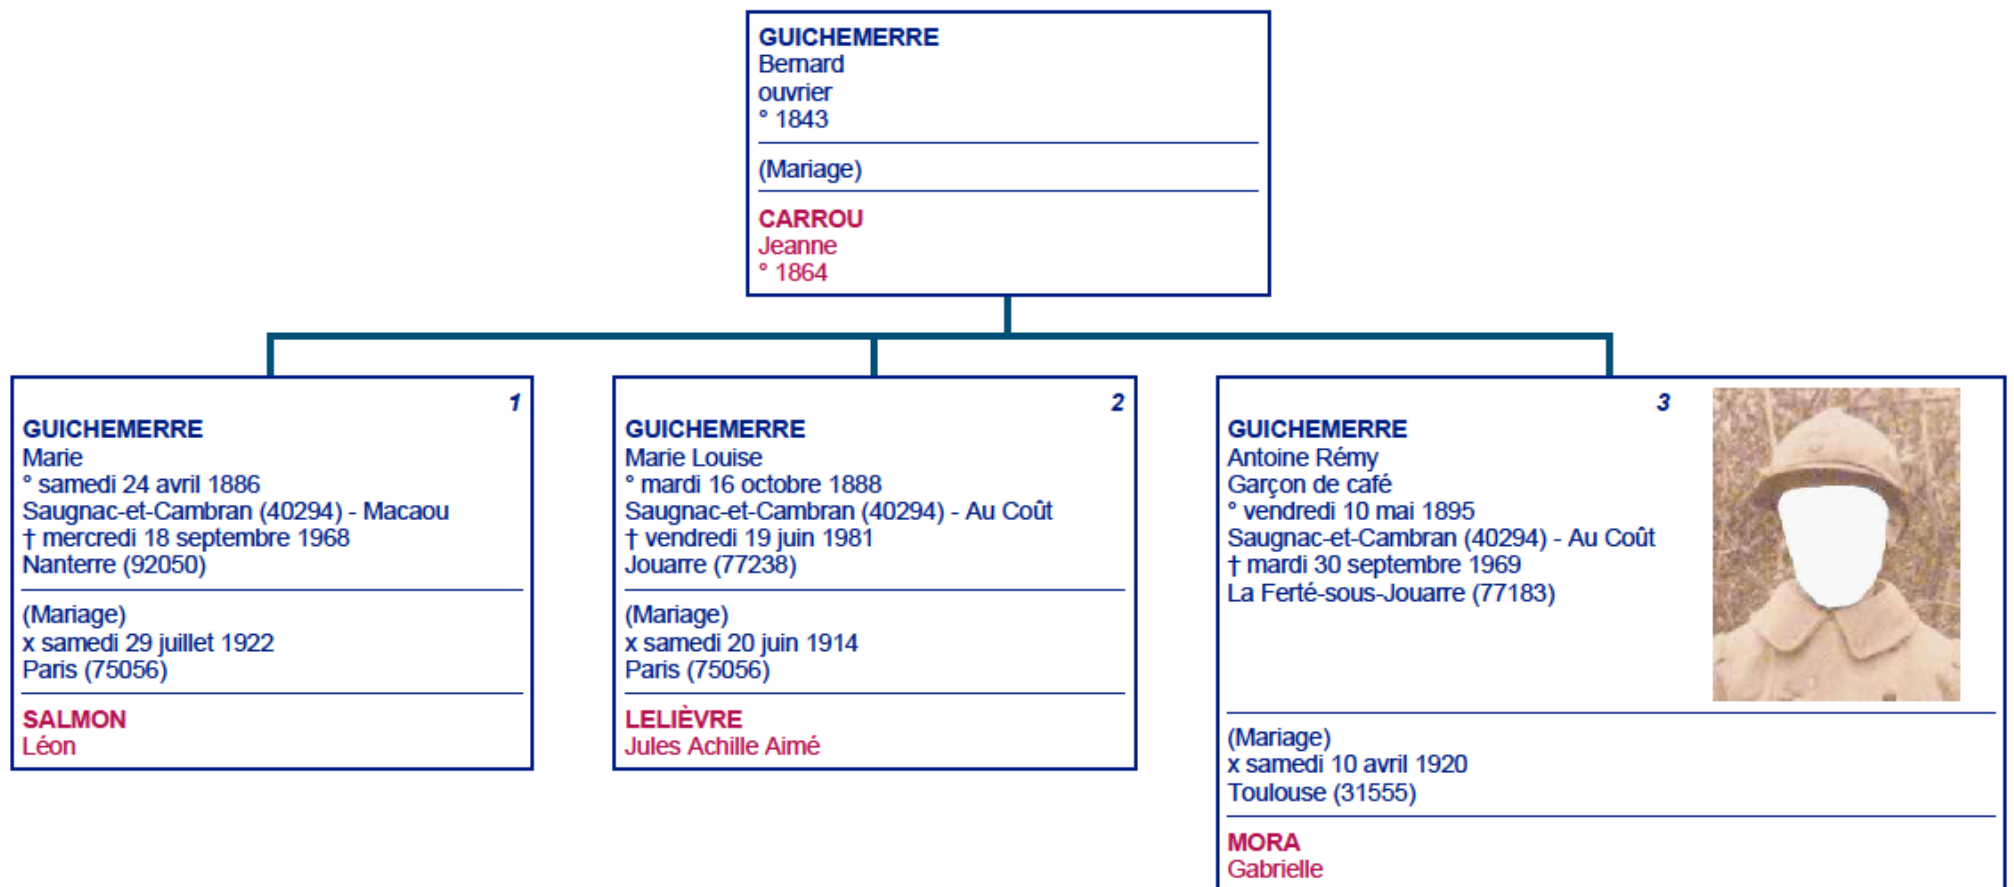 GUICHEMERRE
Bernard
ouvrier
° 1843
(Mariage)
CARROU
Jeanne
° 1864
1
GUICHEMERRE
Marie
° samedi 24 avril 1886
Saugnac-et-Cambran (40294) - Macaou
† mercredi 18 septembre 1968
Nanterre (92050)
(Mariage)
x samedi 29 juillet 1922
Paris (75056)
SALMON
Léon
2
GUICHEMERRE
Marie Louise
° mardi 16 octobre 1888
Saugnac-et-Cambran (40294) - Au Coût
† vendredi 19 juin 1981
Jouarre (77238)
(Mariage)
x samedi 20 juin 1914
Paris (75056)
LELIÈVRE
Jules Achille Aimé
3
GUICHEMERRE
Antoine Rémy
Garçon de café
° vendredi 10 mai 1895
Saugnac-et-Cambran (40294) - Au Coût
† mardi 30 septembre 1969
La Ferté-sous-Jouarre (77183)
(Mariage)
x samedi 10 avril 1920
Toulouse (31555)
MORA
Gabrielle